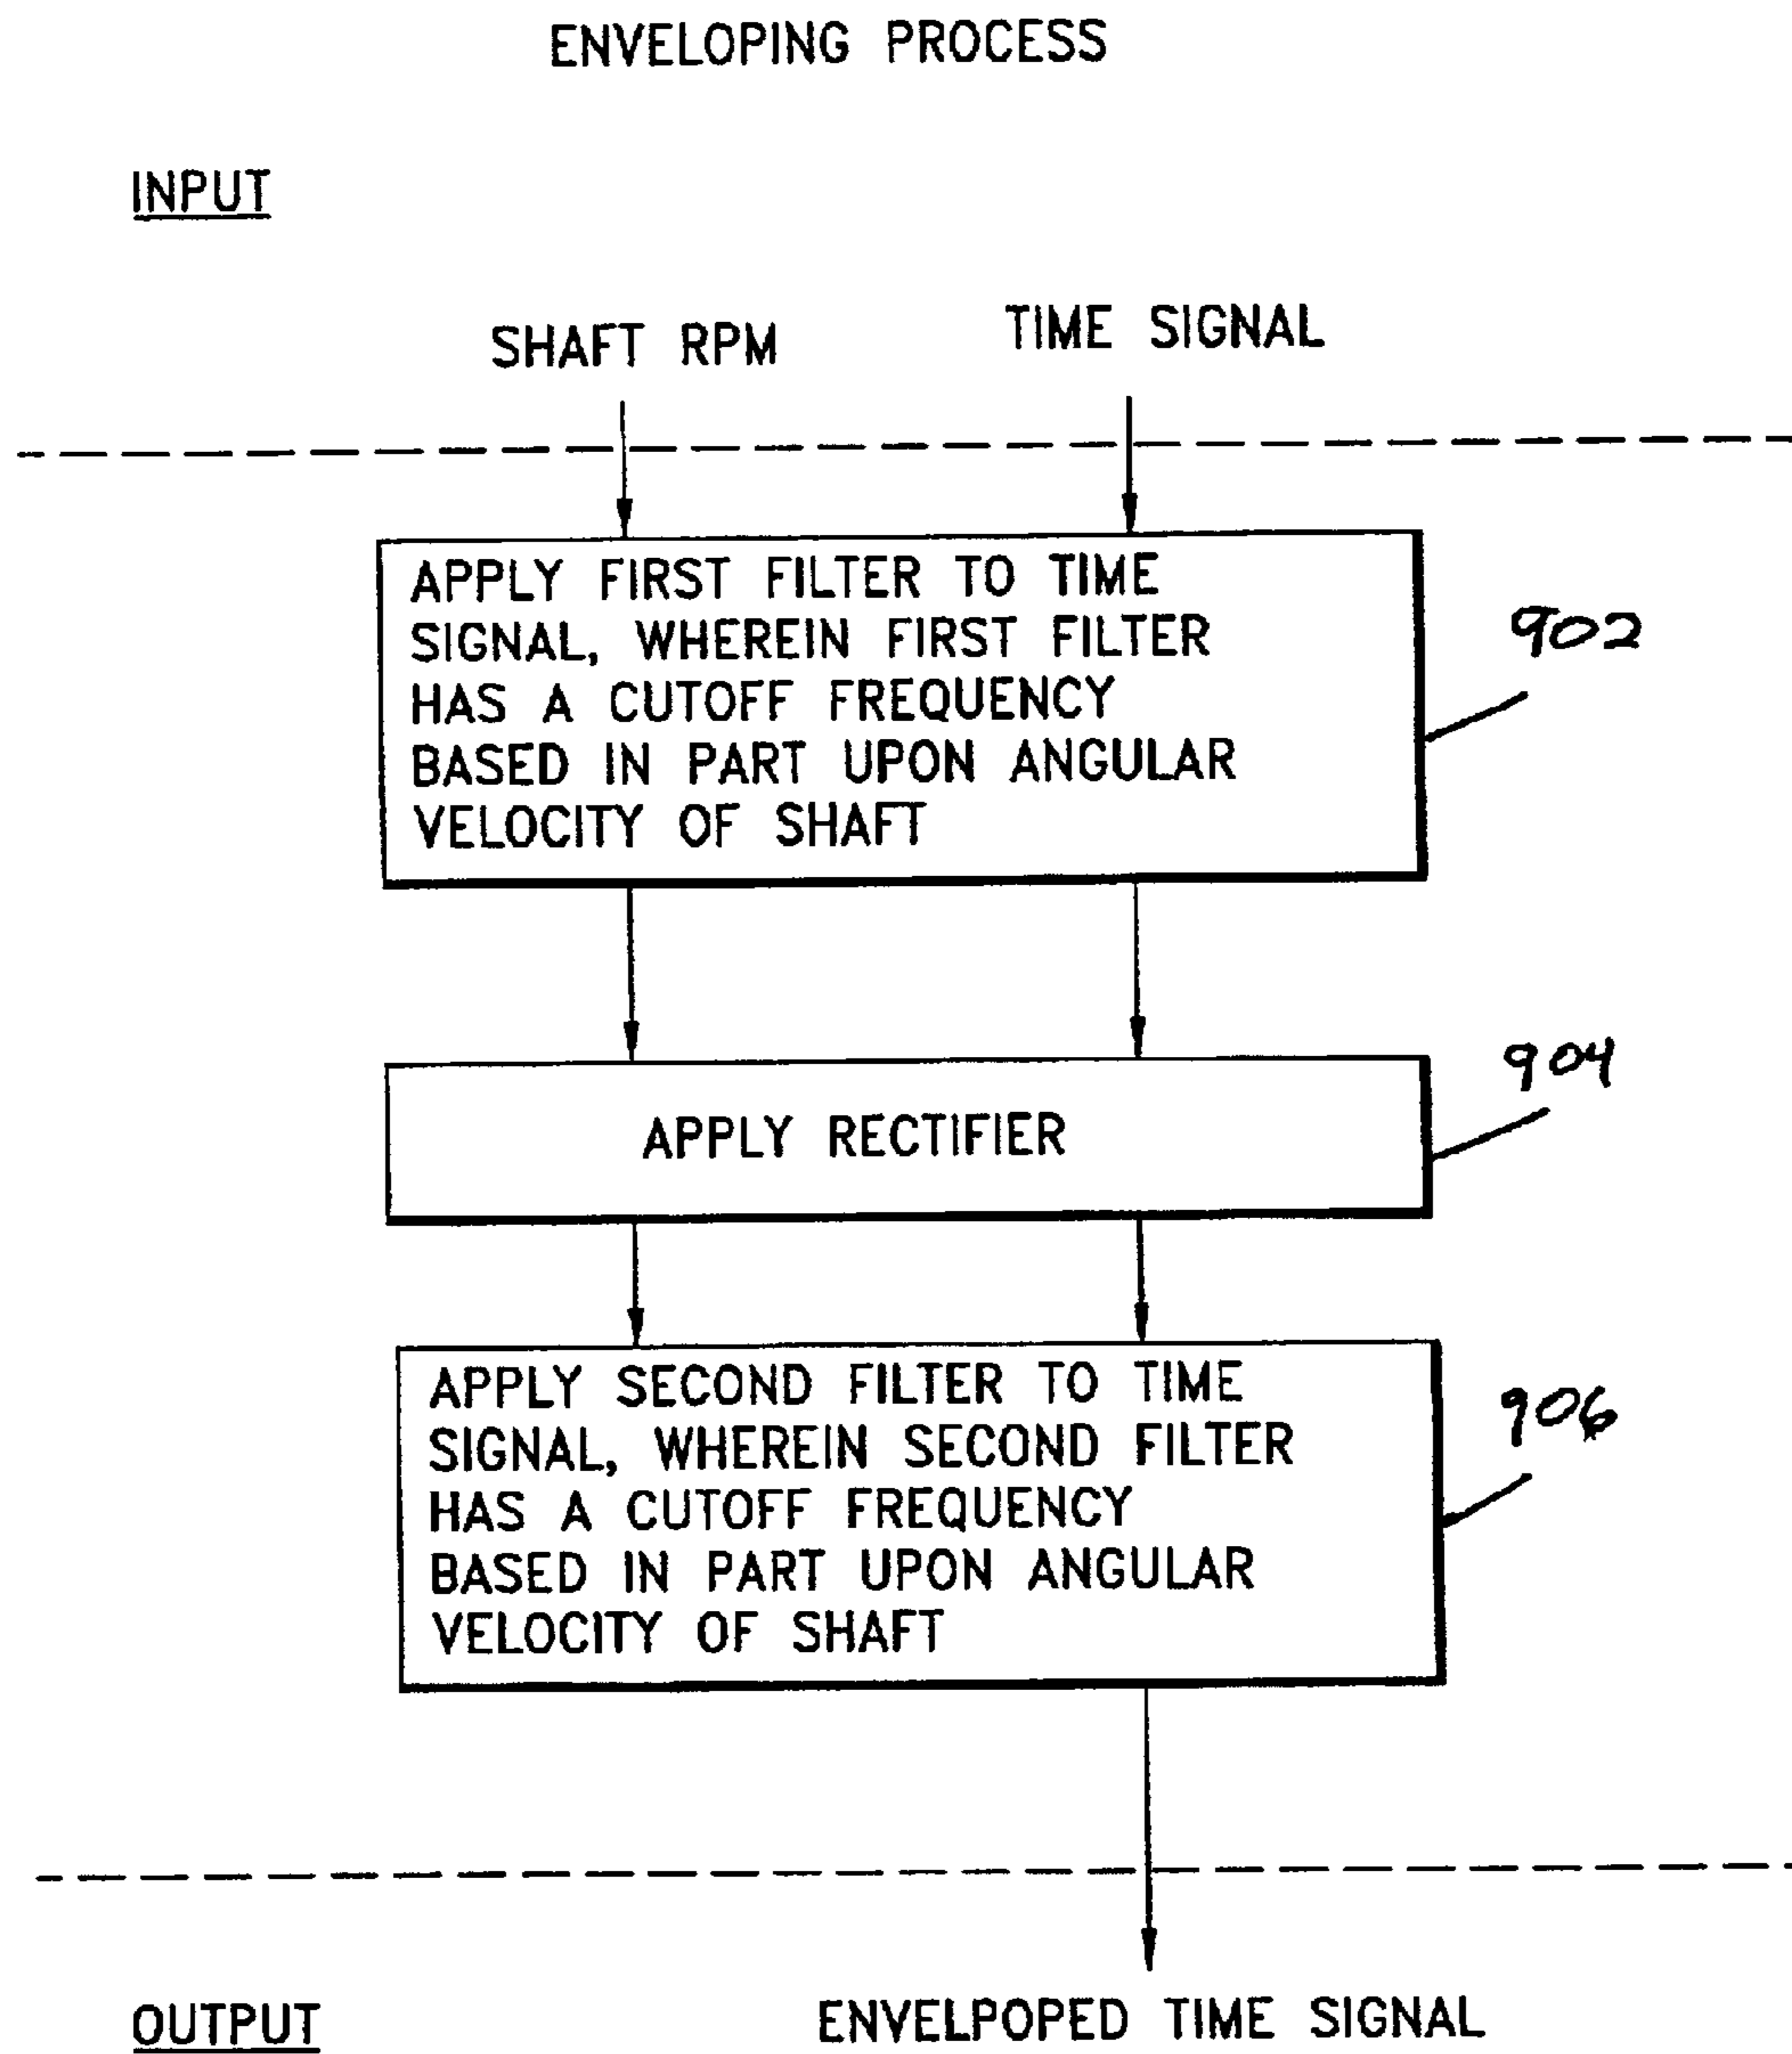 ENVELOPING PROCESS
INPUT
SHAFT RPM
TIME SIGNAL
APPLY FIRST FILTER TO TIME
SIGNAL, WHEREIN FIRST FILTER
HAS A CUTOFF FREQUENCY
BASED IN PART UPON ANGULAR
VELOCITY OF SHAFT
902
APPLY RECTIFIER
904
APPLY SECOND FILTER TO TIME
SIGNAL, WHEREIN SECOND FILTER
HAS A CUTOFF FREQUENCY
BASED IN PART UPON ANGULAR
VELOCITY OF SHAFT
906
OUTPUT
ENVELPOPED TIME SIGNAL